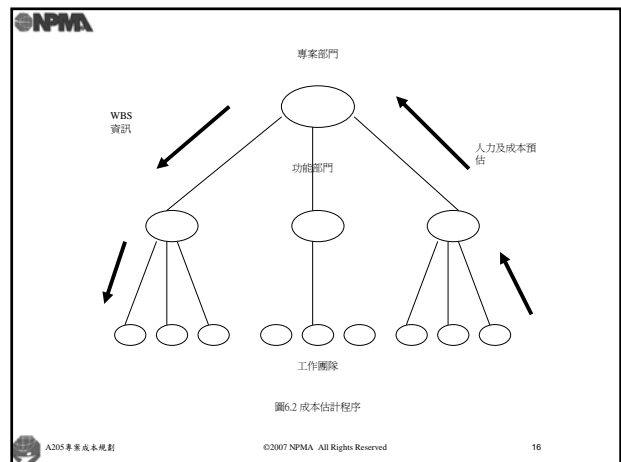 NPMA
專案部門
WBS
資訊
人力及成本預
估
功能部門
工作團隊
圖6.2 成本估計程序
A205專案成本規劃
©2007 NPMA All Rights Reserved
16